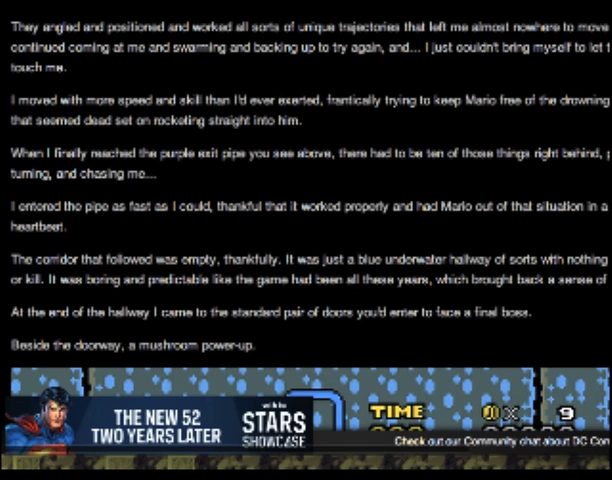 They angled and positioned and worked all sorts of unique trajectories that left me almost nowhere to move
continued coming at me and swarming and backing up to try again, and... I just couldn't bring myself to let t
touch me.
I moved with more speed and skill than I'd ever exerted, frantically trying to keep Mario free of the drowning
that seemed dead set on rocketing straight into him.
When I finally reached the purple exit pipe you see above, there had to be ten of those things right behind,
turning, and chasing me...
I entered the pipe as fast as I could, thankful that it worked properly and had Mario out of that situation in a
heartbeat.
The corridor that followed was empty, thankfully. It was just a blue underwater hallway of sorts with nothing
or kill. It was boring and predictable like the game had been all these years, which brought back a sense of
At the end of the hallway I came to the standard pair of doors you'd enter to face a final boss.
Beside the doorway, a mushroom power-up.
TIME x 9
THE NEW 52
TWO YEARS LATER
STARS
SHOWCASE
Check out our Community chat about DC Com